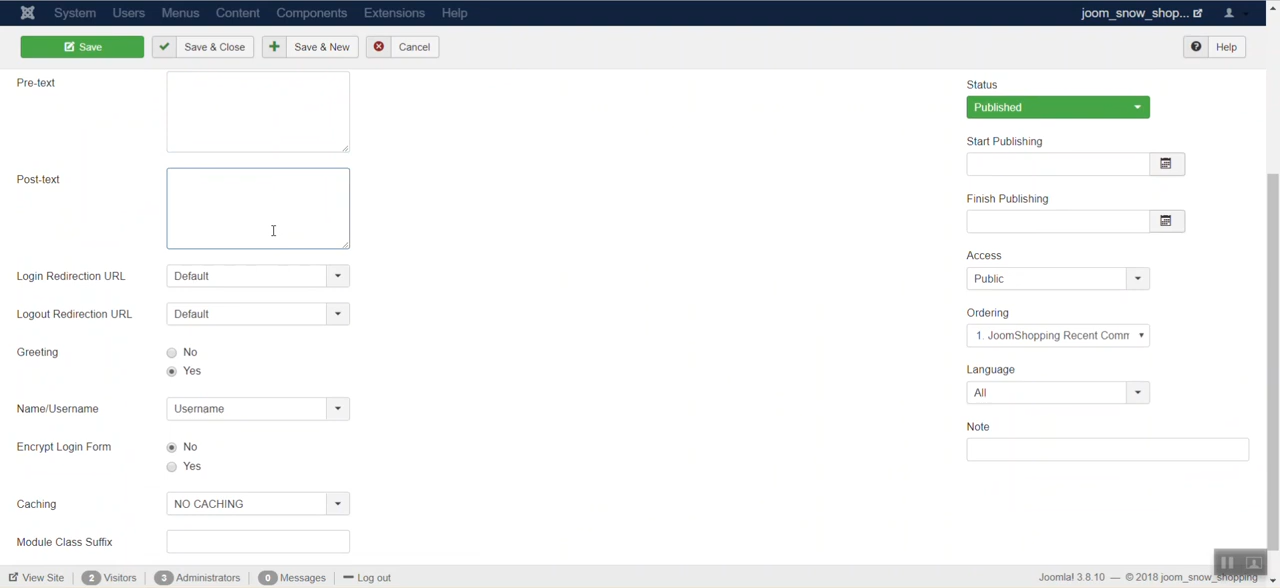 System Users Menus Content Components Extensions Help joom_snow_shop...
Save Save & Close Save & New Cancel Help
Pre-text
Post-text
Login Redirection URL Default
Logout Redirection URL Default
Greeting No
Yes
Name/Username Username
Encrypt Login Form No
Yes
Caching NO CACHING
Module Class Suffix
Status
Published
Start Publishing
Finish Publishing
Access
Public
Ordering
1. JoomShopping Recent Comm
Language
All
Note
View Site 2 Visitors 3 Administrators 0 Messages Log out Joomla! 3.8.10 — © 2018 joom_snow_shopping